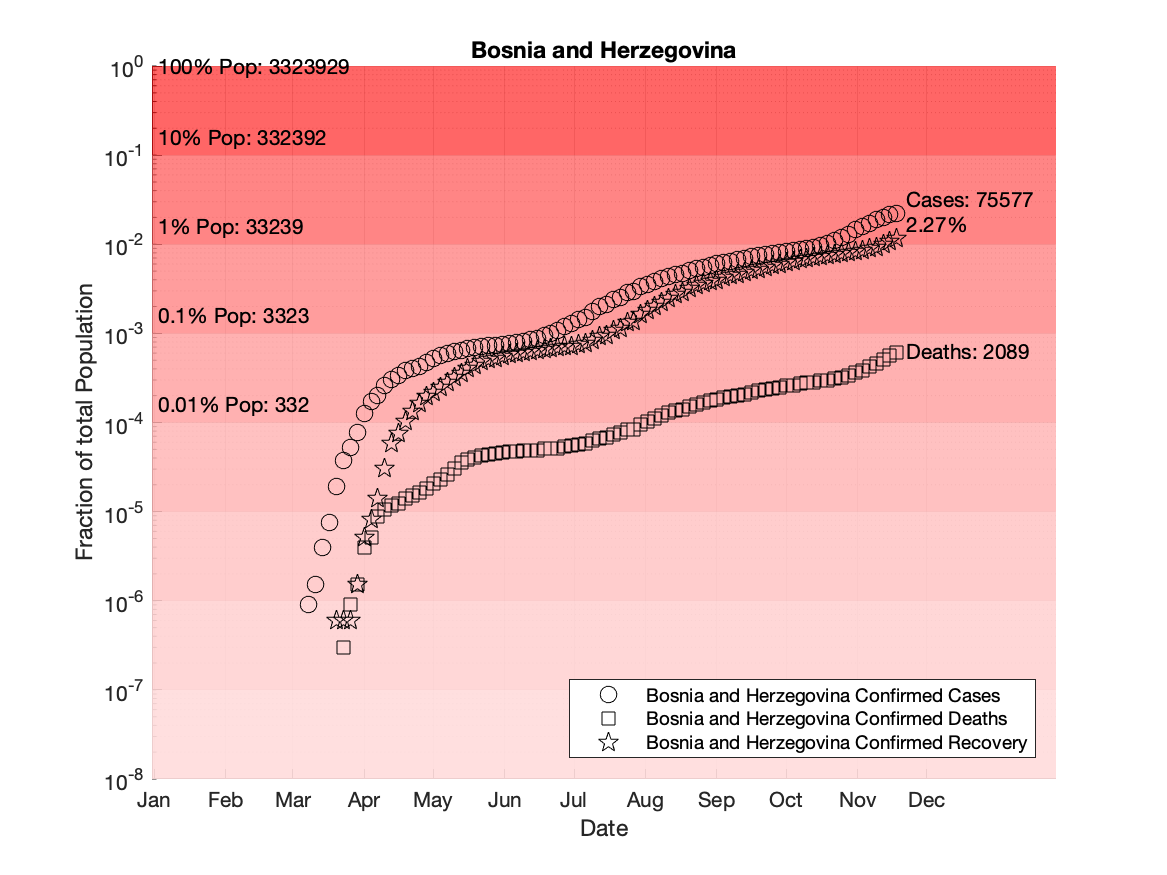 Bosnia and Herzegovina
10^0
100% Pop: 3323929
10% Pop: 332392
10^-1
1% Pop: 33239
10^-2
0.1% Pop: 3323
10^-3
0.01% Pop: 332
10^-4
10^-5
10^-6
10^-7
10^-8
Cases: 75577
2.27%
Deaths: 2089
Fraction of total Population
Bosnia and Herzegovina Confirmed Cases
Bosnia and Herzegovina Confirmed Deaths
Bosnia and Herzegovina Confirmed Recovery
Jan Feb Mar Apr May Jun Jul Aug Sep Oct Nov Dec
Date